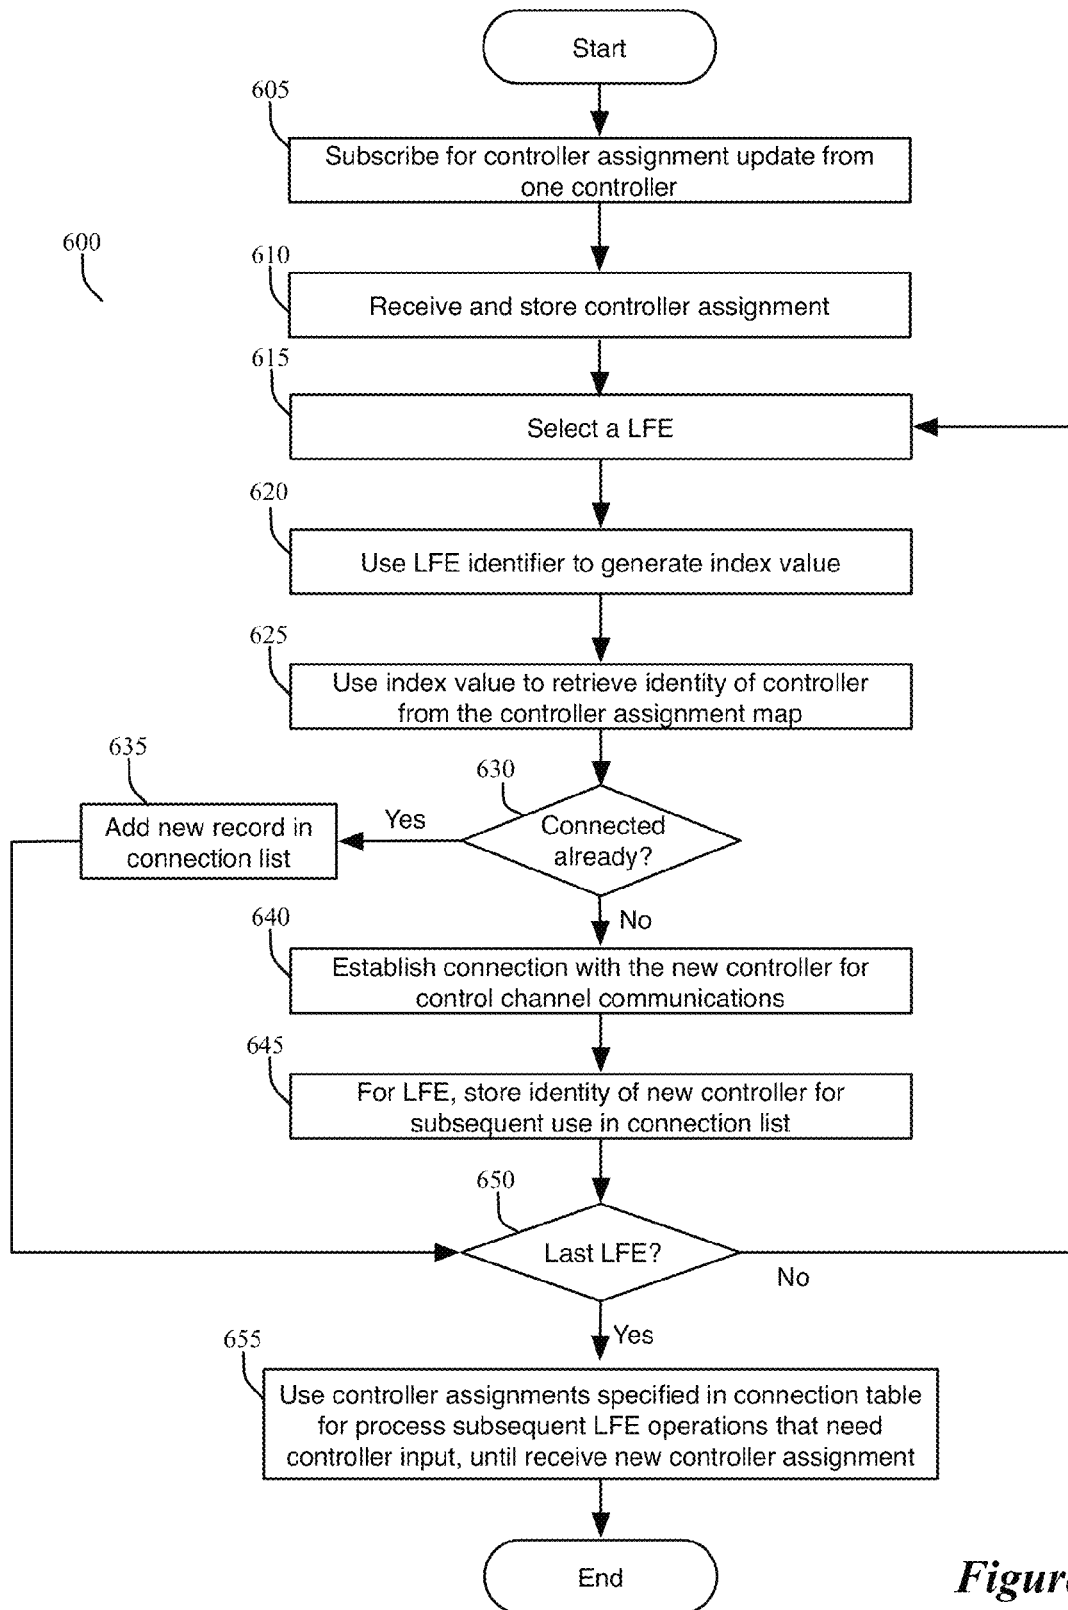 Start
605
Subscribe for controller assignment update from
one controller
600
610
Receive and store controller assignment
615
Select a LFE
620
Use LFE identifier to generate index value
625
Use index value to retrieve identity of controller
from the controller assignment map
635
630
Add new record in
connection list
Yes
Connected
already?
No
640
Establish connection with the new controller for
control channel communications
645
For LFE, store identity of new controller for
subsequent use in connection list
650
Last LFE?
No
Yes
655
Use controller assignments specified in connection table
for process subsequent LFE operations that need
controller input, until receive new controller assignment
End
Figure